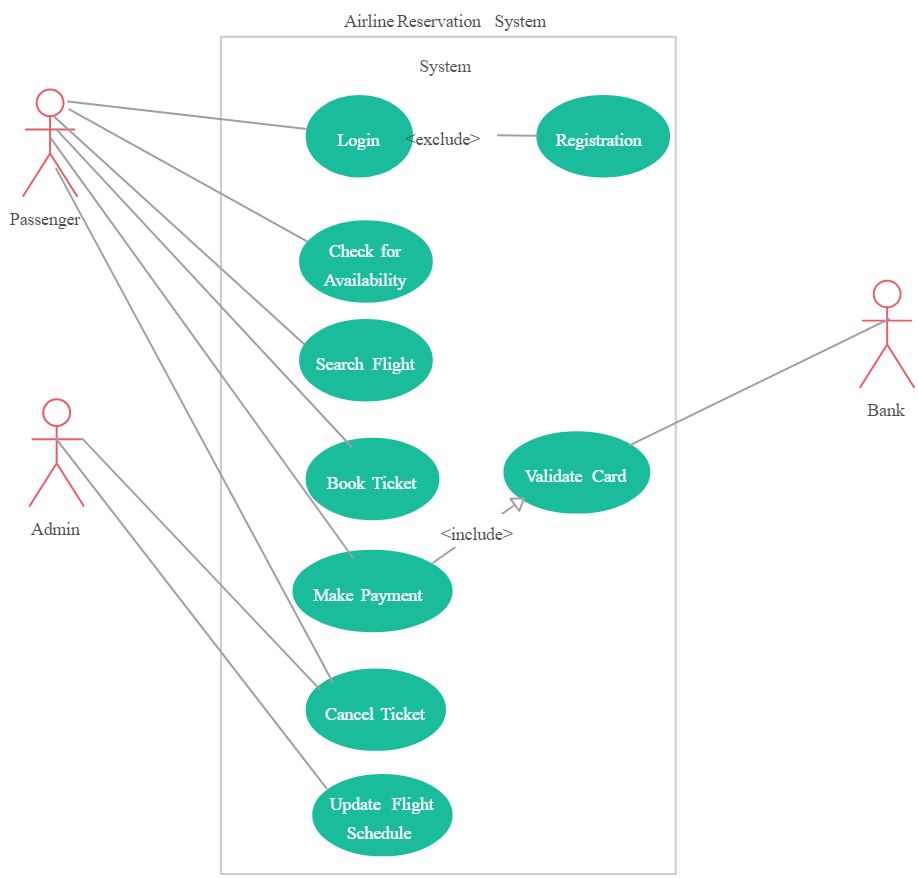 Airline Reservation System
System
Login
<exclude>
Registration
Passenger
Check for
Availability
Search Flight
Bank
Validate Card
Book Ticket
Admin
<include>
Make Payment
Cancel Ticket
Update Flight
Schedule